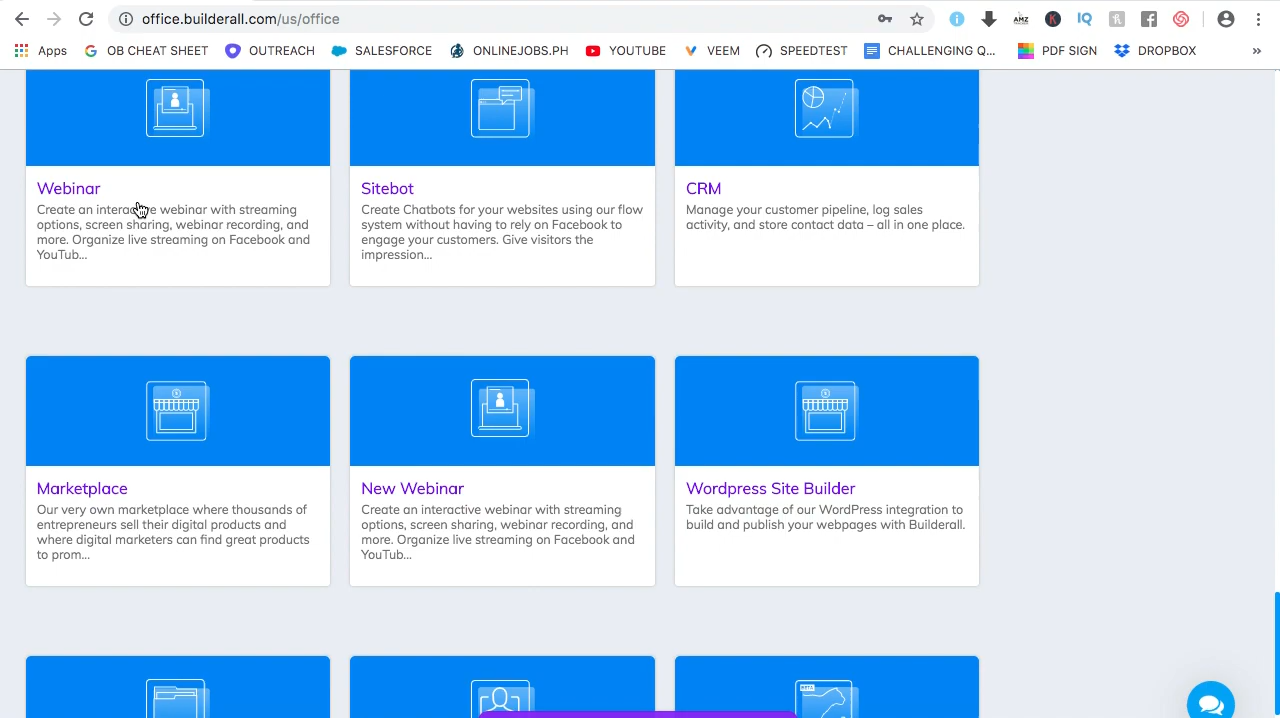 office.builderall.com/us/office
Apps OB CHEAT SHEET OUTREACH SALESFORCE ONLINEJOBS.PH YOUTUBE VEEM SPEEDTEST CHALLENGING Q... PDF SIGN DROPBOX »
AMZ K IQ
Webinar
Create an interactive webinar with streaming
options, screen sharing, webinar recording, and
more. Organize live streaming on Facebook and
YouTub...
Sitebot
Create Chatbots for your websites using our flow
system without having to rely on Facebook to
engage your customers. Give visitors the
impression...
CRM
Manage your customer pipeline, log sales
activity, and store contact data – all in one place.
Marketplace
Our very own marketplace where thousands of
entrepreneurs sell their digital products and
where digital marketers can find great products
to prom...
New Webinar
Create an interactive webinar with streaming
options, screen sharing, webinar recording, and
more. Organize live streaming on Facebook and
YouTub...
Wordpress Site Builder
Take advantage of our WordPress integration to
build and publish your webpages with Builderall.